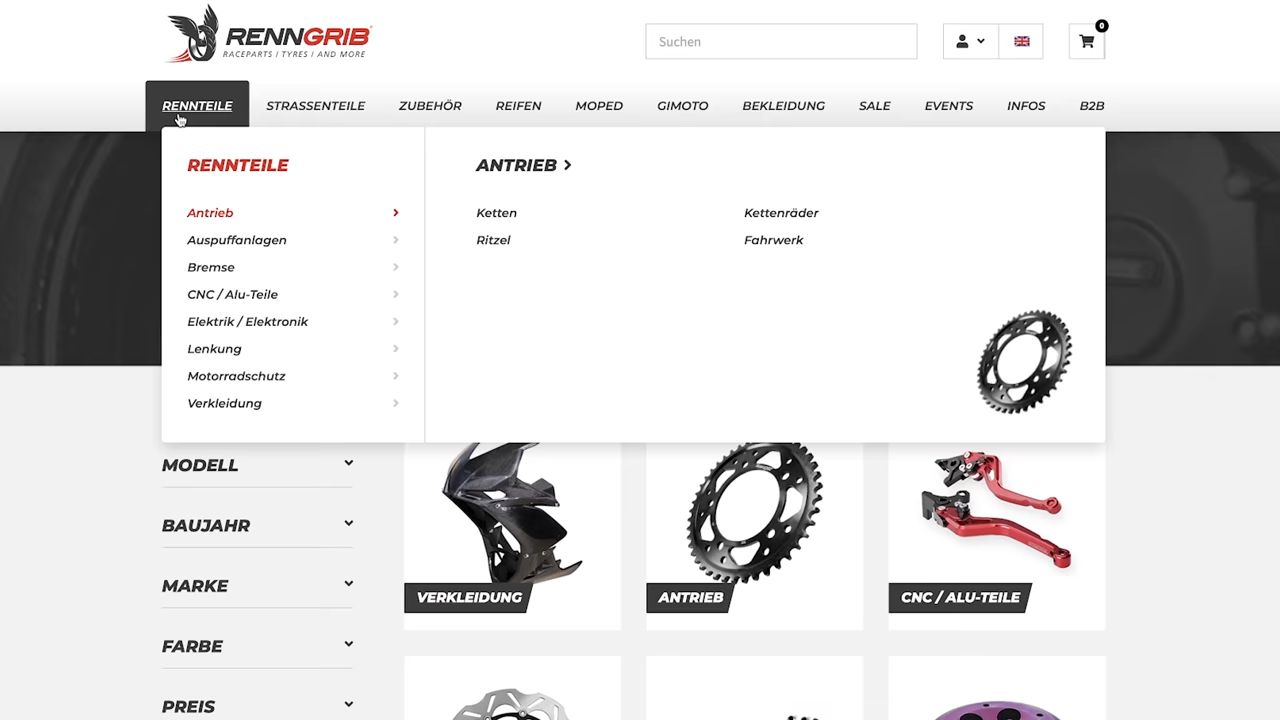 RENNGRIB
RACEPARTS / TYRES / AND MORE
Suchen
0
RENNTEILE STRASSENTEILE ZUBEHÖR REIFEN MOPED GIMOTO BEKLEIDUNG SALE EVENTS INFOS B2B
RENNTEILE
Antrieb
Auspuffanlagen
Bremse
CNC / Alu-Teile
Elektrik / Elektronik
Lenkung
Motorradschutz
Verkleidung
ANTRIEB
Ketten
Kettenräder
Ritzel
Fahrwerk
MODELL
BAUJAHR
MARKE
FARBE
PREIS
VERKLEIDUNG
ANTRIEB
CNC / ALU-TEILE